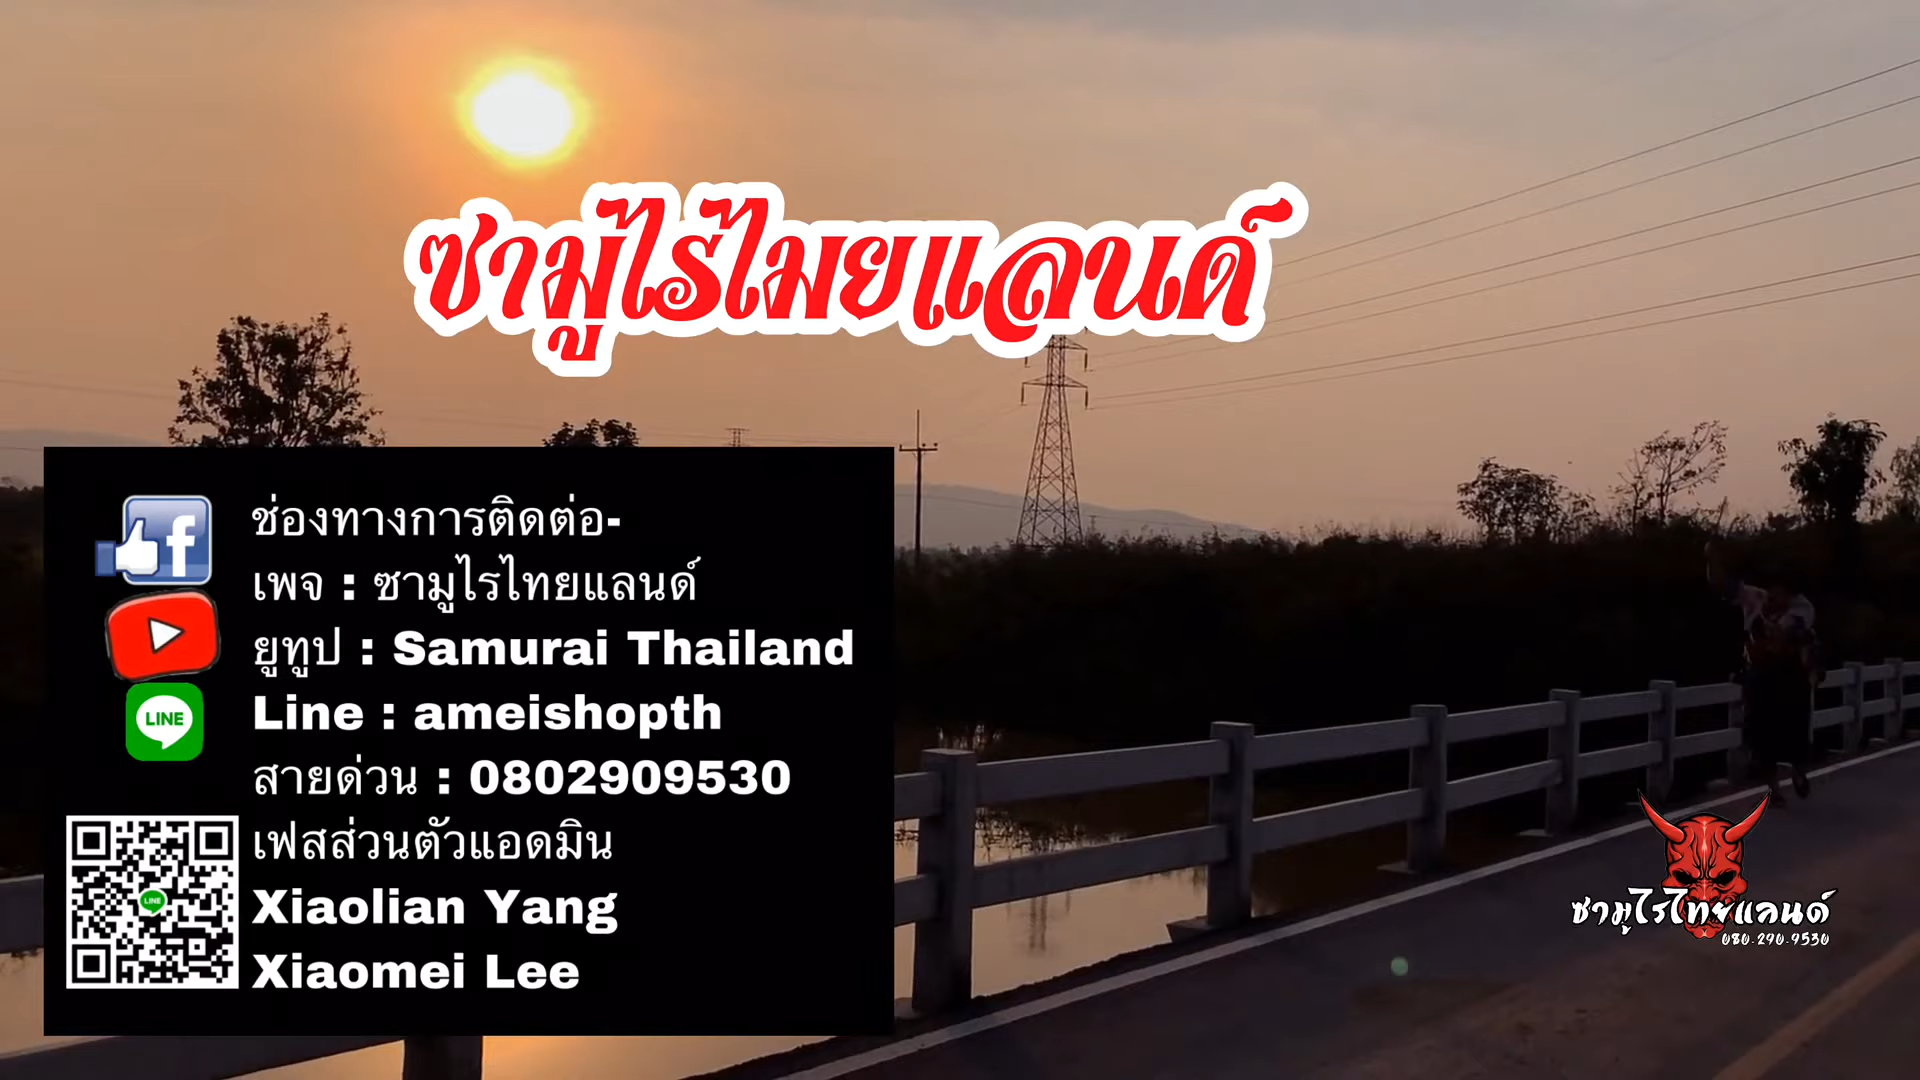 ซามูไรไทยแลนด์
ช่องทางการติดต่อ-
เพจ : ซามูไรไทยแลนด์
ยูทูป : Samurai Thailand
LINE
Line : ameishopth
สายด่วน : 0802909530
เฟสส่วนตัวแอดมิน
Xiaolian Yang
Xiaomei Lee
ซามูไรไทยแลนด์
080-290-9530